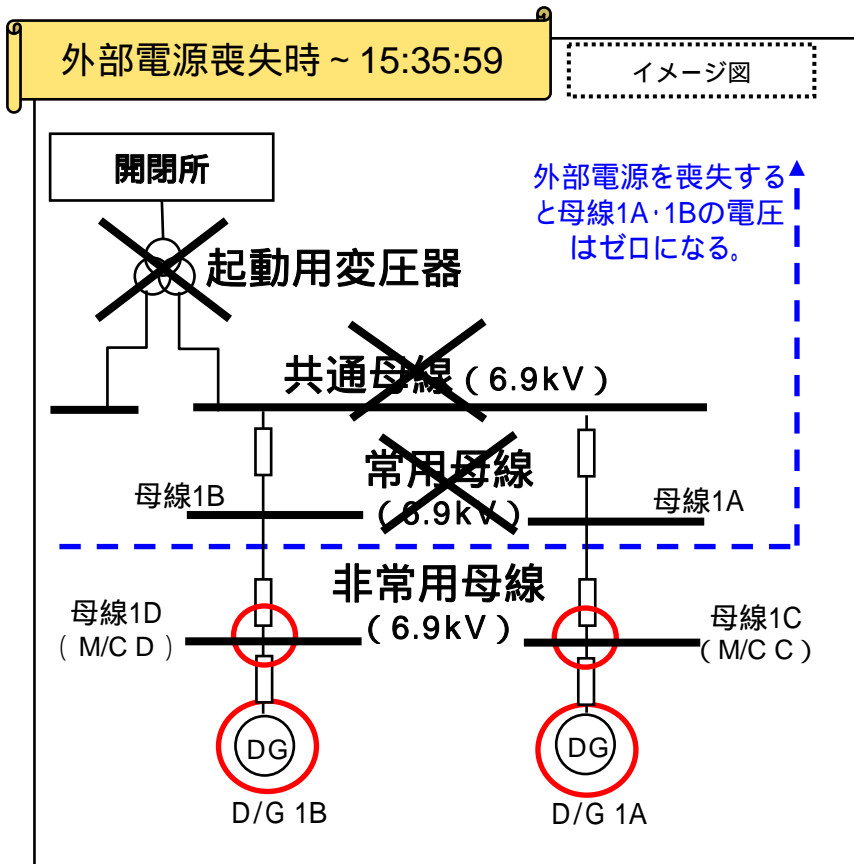 外部電源喪失時 ~ 15:35:59
イメージ図
開閉所
外部電源を喪失する
と母線1A･1Bの電圧
はゼロになる。
起動用変圧器
共通母線(6.9kV)
常用母線
(6.9kV)
母線1B
母線1A
非常用母線
(6.9kV)
母線1D
( M/C D )
母線1C
( M/C C )
DG
DG
D/G 1B
D/G 1A